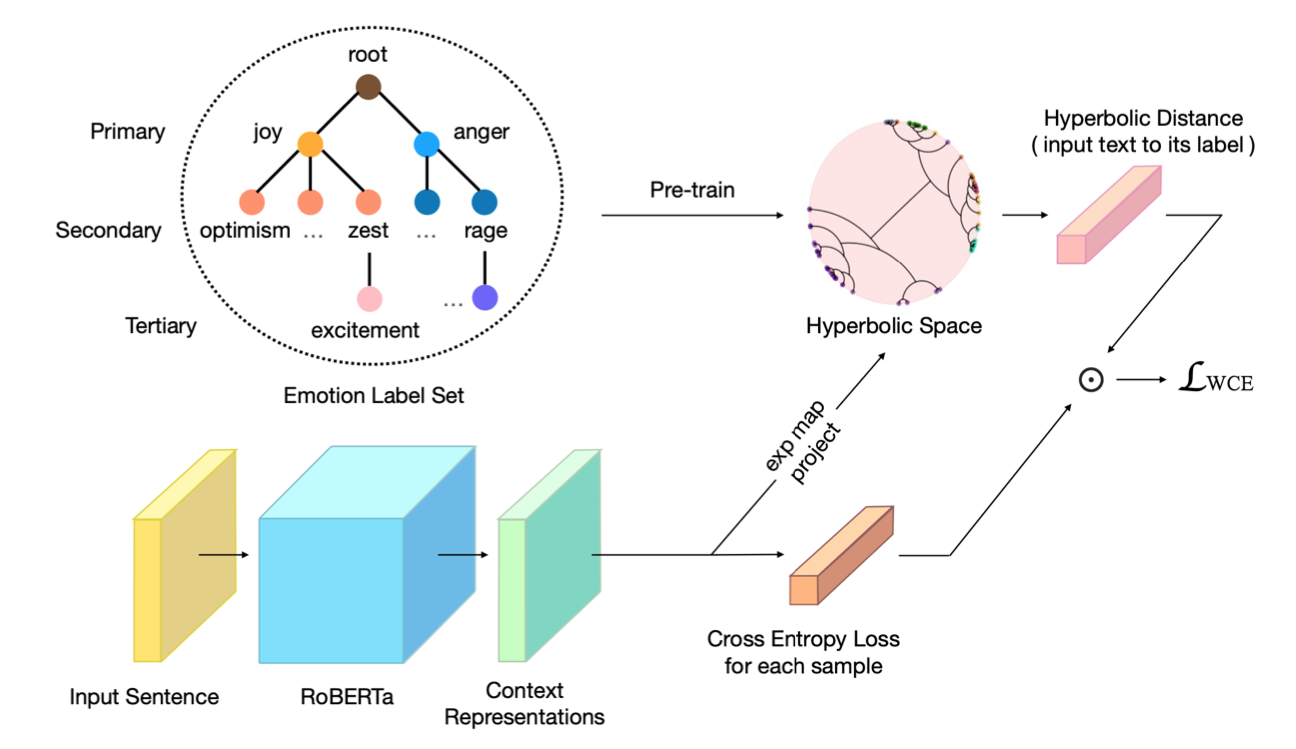 root
Primary
joy
anger
Secondary
optimism
...
zest
...
rage
Tertiary
...
excitement
Emotion Label Set
Pre-train
Hyperbolic Space
Hyperbolic Distance
( input text to its label )
⊙
ℒWCE
exp map
project
Input Sentence
RoBERTa
Context
Representations
Cross Entropy Loss
for each sample